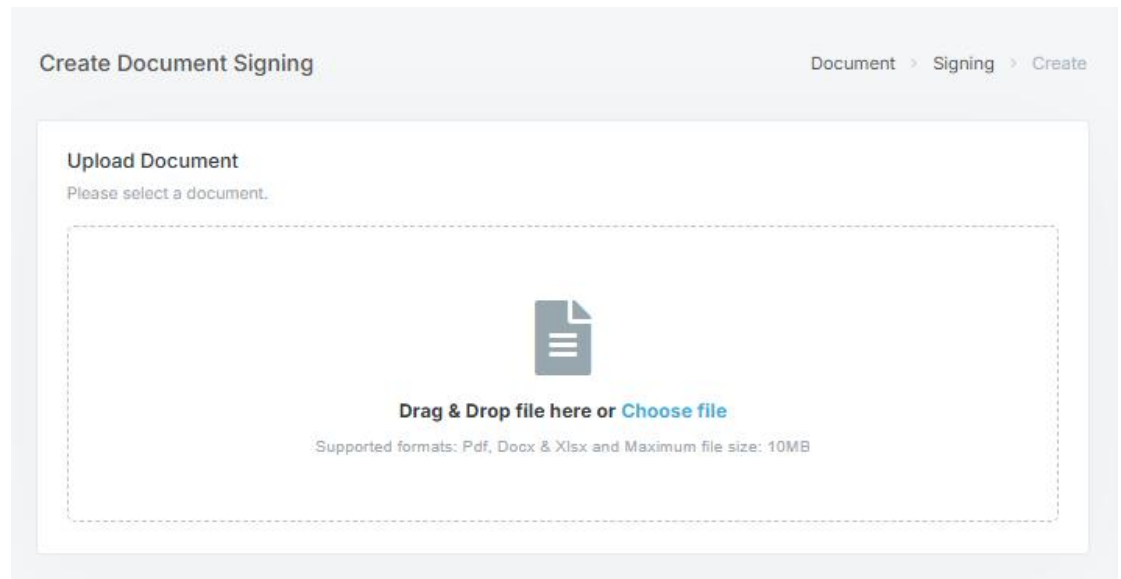 Create Document Signing
Document > Signing > Create
Upload Document
Please select a document.
Drag & Drop file here or Choose file
Supported formats: Pdf, Docx & Xlsx and Maximum file size: 10MB